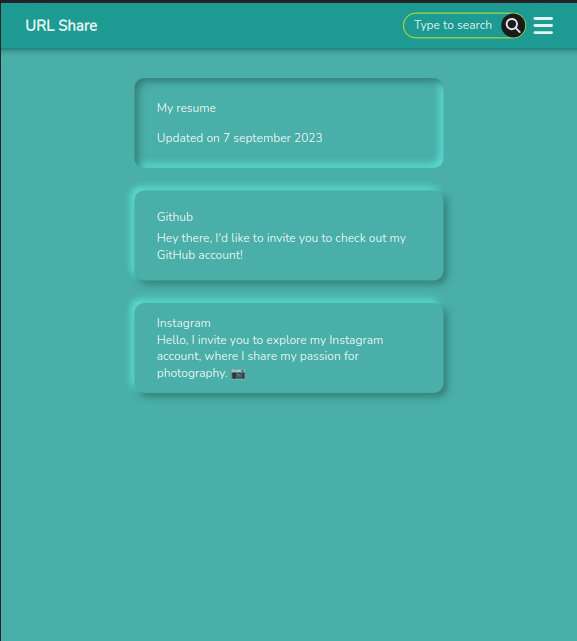 URL Share
Type to search
My resume
Updated on 7 september 2023
Github
Hey there, I'd like to invite you to check out my
GitHub account!
Instagram
Hello, I invite you to explore my Instagram
account, where I share my passion for
photography. 📷